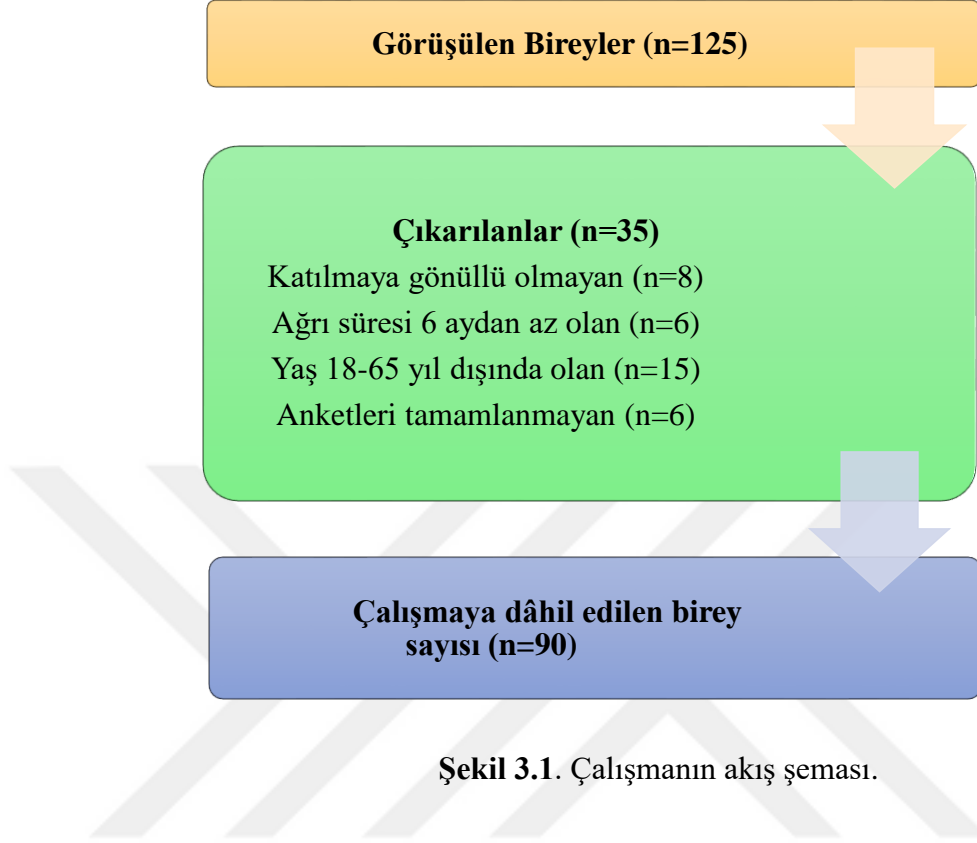 Görüşülen Bireyler (n=125)
Çıkarılanlar (n=35)
Katılmaya gönüllü olmayan (n=8)
Ağrı süresi 6 aydan az olan (n=6)
Yaş 18-65 yıl dışında olan (n=15)
Anketleri tamamlanmayan (n=6)
Çalışmaya dâhil edilen birey
sayısı (n=90)
Şekil 3.1. Çalışmanın akış şeması.